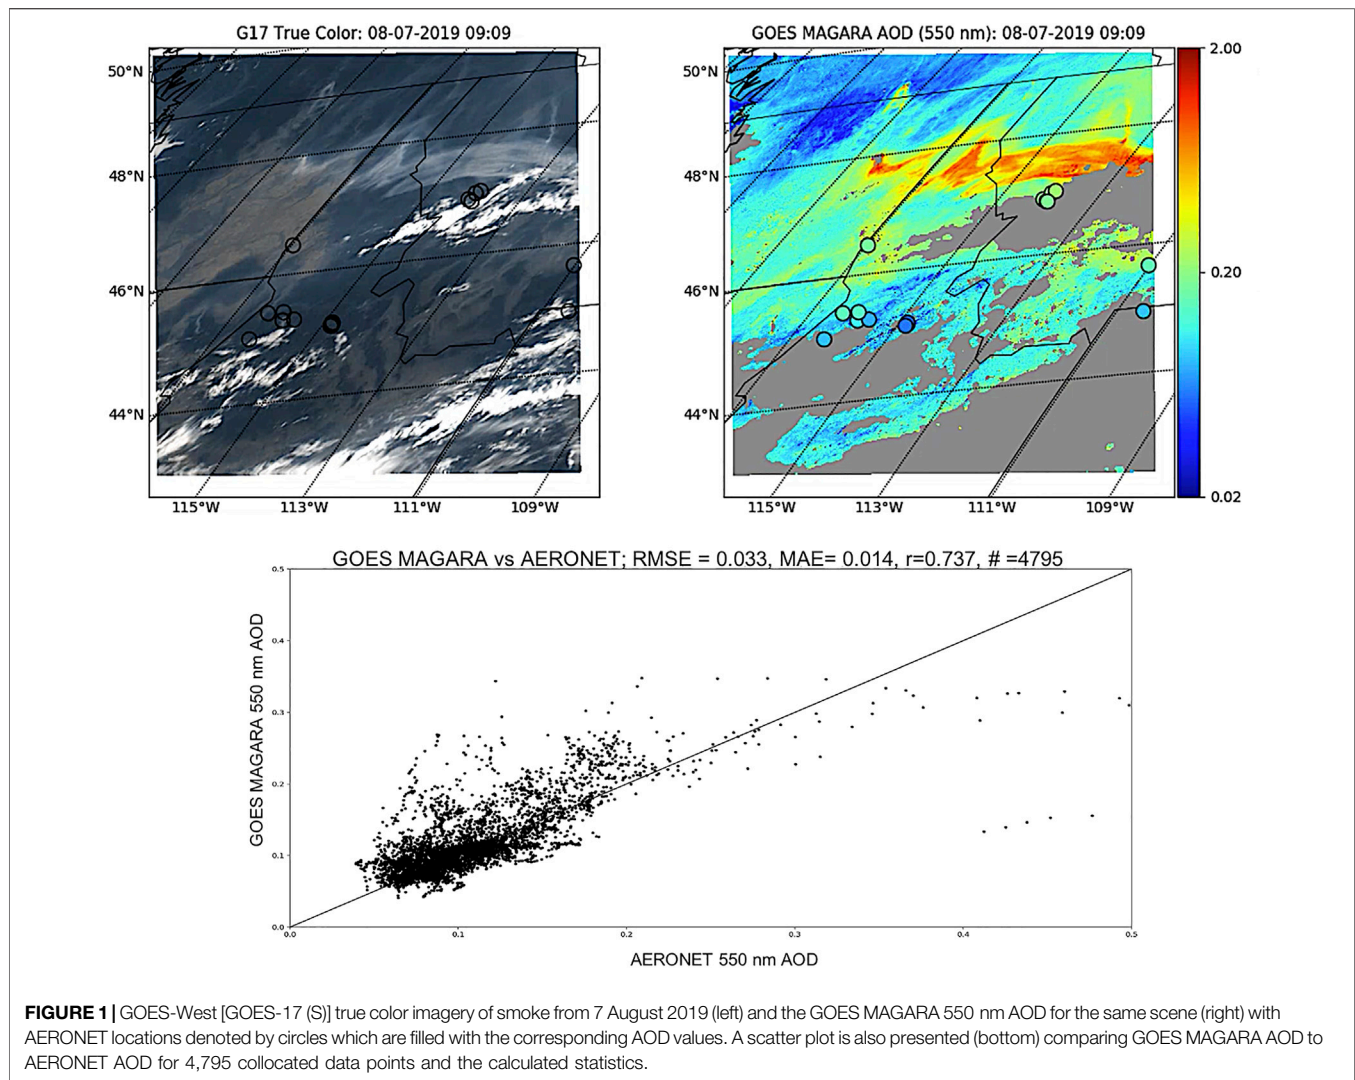 G17 True Color: 08-07-2019 09:09
50°N
48°N
46°N
44°N
115°W 113°W 111°W 109°W
GOES MAGARA AOD (550 nm): 08-07-2019 09:09
50°N
48°N
46°N
44°N
115°W 113°W 111°W 109°W
2.00
0.20
0.02
GOES MAGARA vs AERONET; RMSE = 0.033, MAE= 0.014, r=0.737, # =4795
GOES MAGARA 550 nm AOD
0.5
0.4
0.3
0.2
0.1
0.0
0.0 0.1 0.2 0.3 0.4 0.5
AERONET 550 nm AOD
FIGURE 1 | GOES-West [GOES-17 (S)] true color imagery of smoke from 7 August 2019 (left) and the GOES MAGARA 550 nm AOD for the same scene (right) with
AERONET locations denoted by circles which are filled with the corresponding AOD values. A scatter plot is also presented (bottom) comparing GOES MAGARA AOD to
AERONET AOD for 4,795 collocated data points and the calculated statistics.